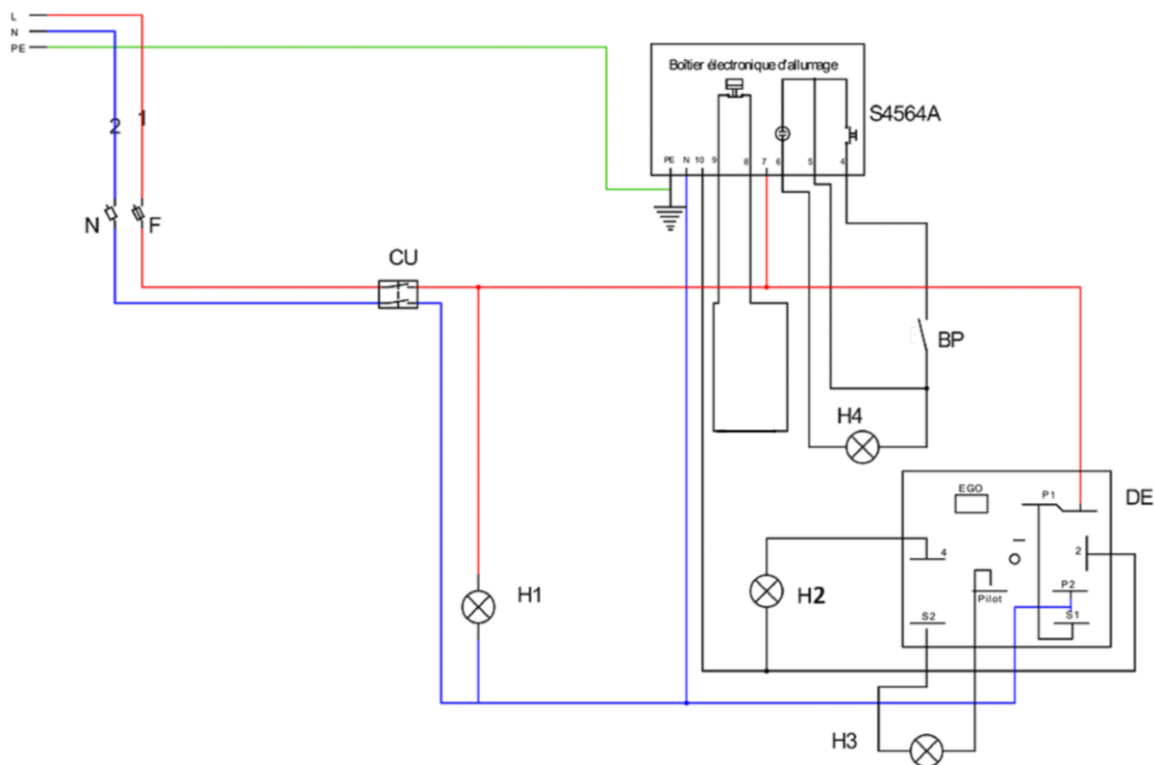 L
N
PE
Boîtier électronique d'allumage
S4564A
2
1
PE N 10 9 8 7 6 5 4
N F
CU
BP
H4
EGO
P1
DE
4
2
H1
H2
Pilot
P2
S2
S1
H3